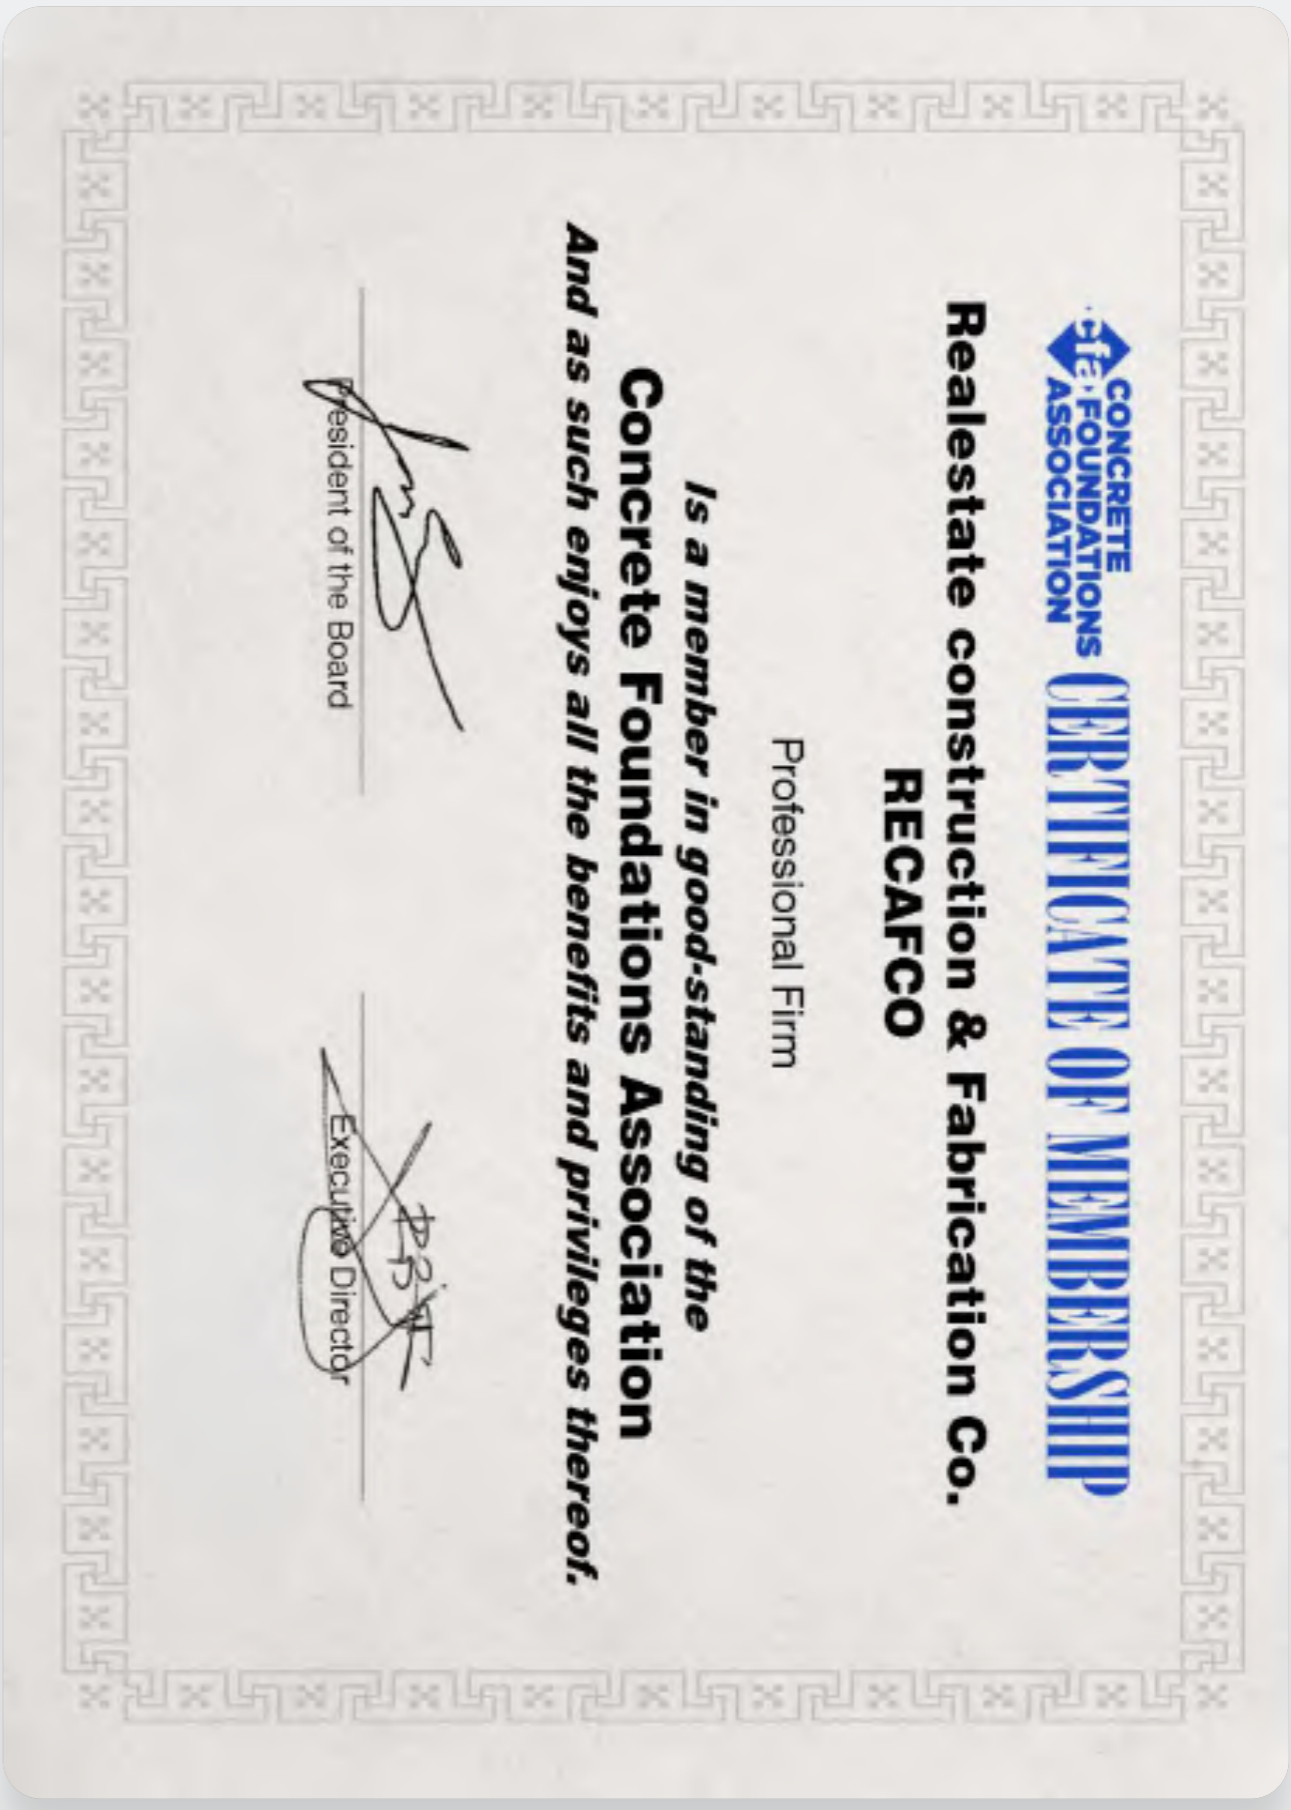 cfa
CONCRETE
FOUNDATIONS
ASSOCIATION
CERTIFICATE OF MEMBERSHIP
Realestate construction & Fabrication Co.
RECAFCO
Professional Firm
Is a member in good-standing of the
Concrete Foundations Association
And as such enjoys all the benefits and privileges thereof.
President of the Board
Executive Director